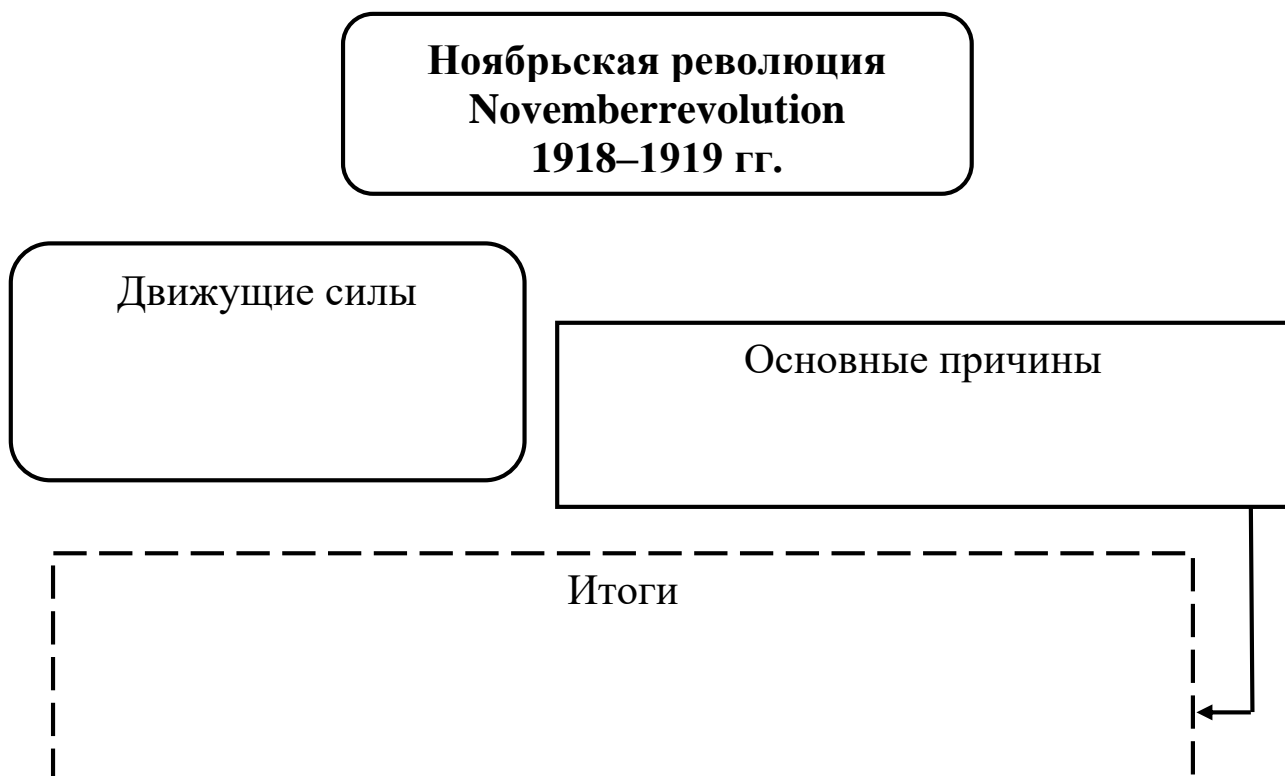 Ноябрьская революция
Novemberrevolution
1918–1919 гг.
Движущие силы
Основные причины
Итоги